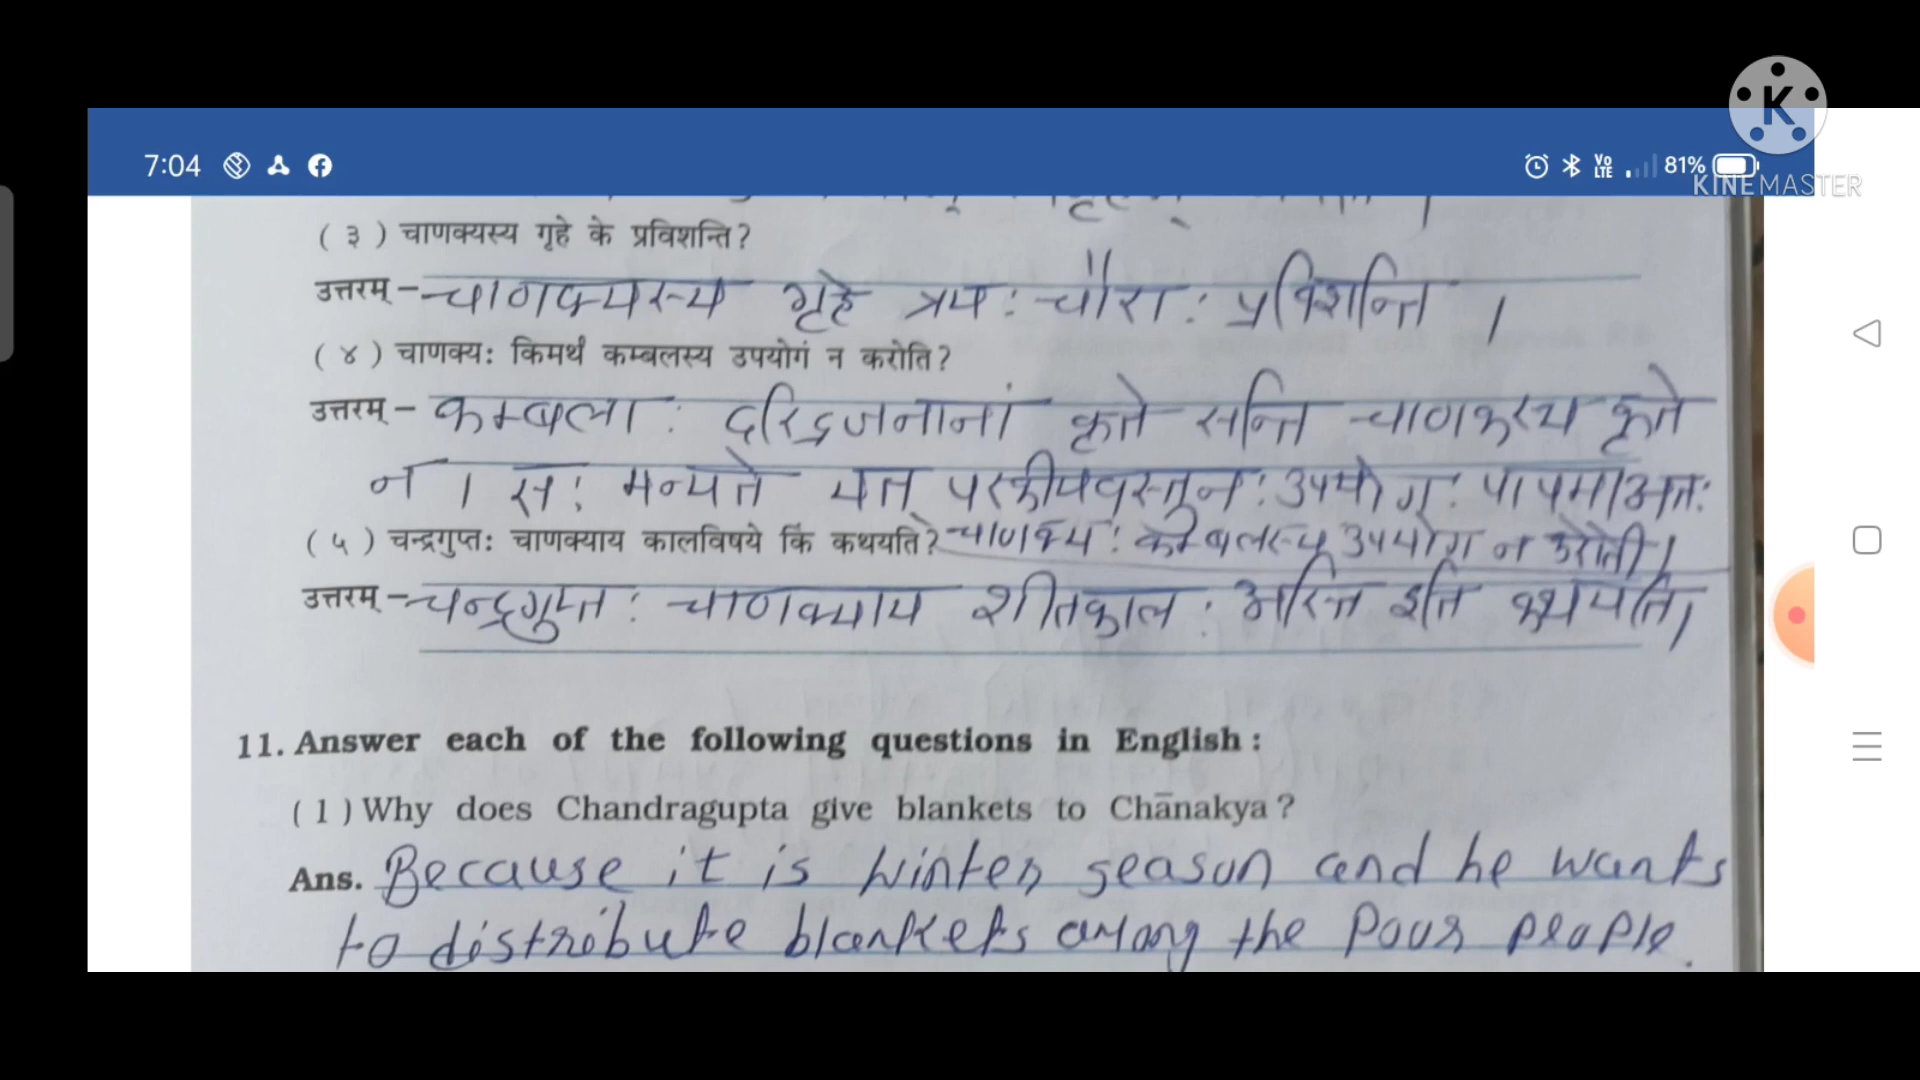 7:04
Vo LTE 81%
KINEMASTER
( ३ ) चाणक्यस्य गृहे के प्रविशन्ति?
उत्तरम् – चाणक्यस्य गृहे त्रयः चौराः प्रविशन्ति ।
( ४ ) चाणक्यः किमर्थं कम्बलस्य उपयोगं न करोति?
उत्तरम् – कम्बलाः दरिद्रजनानां कृते सन्ति चाणक्स्य कृते
न । सः मन्यते यत् परकीयवस्तुनः उपयोगः पापम। अतः
चाणक्यः कम्बलस्य उपयोग न करोती।
( ५ ) चन्द्रगुप्तः चाणक्याय कालविषये किं कथयति?
उत्तरम् – चन्द्रगुप्तः चाणक्याय शीतकालः अस्ति इति कथयति।
11. Answer each of the following questions in English :
( 1 ) Why does Chandragupta give blankets to Chānakya ?
Ans. Because it is winter season and he wants
to distribute blankets among the Poor people.